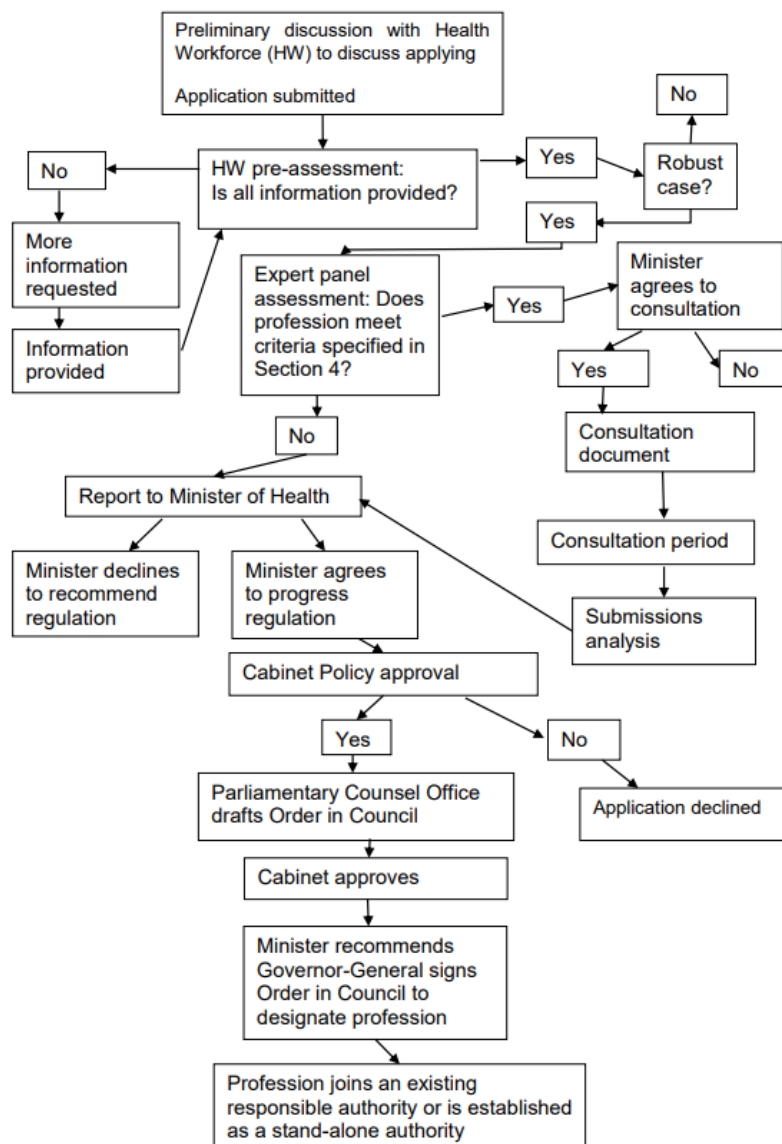 Preliminary discussion with Health
Workforce (HW) to discuss applying
Application submitted
No
No
HW pre-assessment:
Is all information provided?
Yes
Robust
case?
More
information
requested
Yes
Expert panel
assessment: Does
profession meet
criteria specified in
Section 4?
Yes
Minister
agrees to
consultation
Information
provided
Yes
No
No
Consultation
document
Report to Minister of Health
Consultation period
Minister declines
to recommend
regulation
Minister agrees
to progress
regulation
Submissions
analysis
Cabinet Policy approval
Yes
No
Parliamentary Counsel Office
drafts Order in Council
Application declined
Cabinet approves
Minister recommends
Governor-General signs
Order in Council to
designate profession
Profession joins an existing
responsible authority or is established
as a stand-alone authority